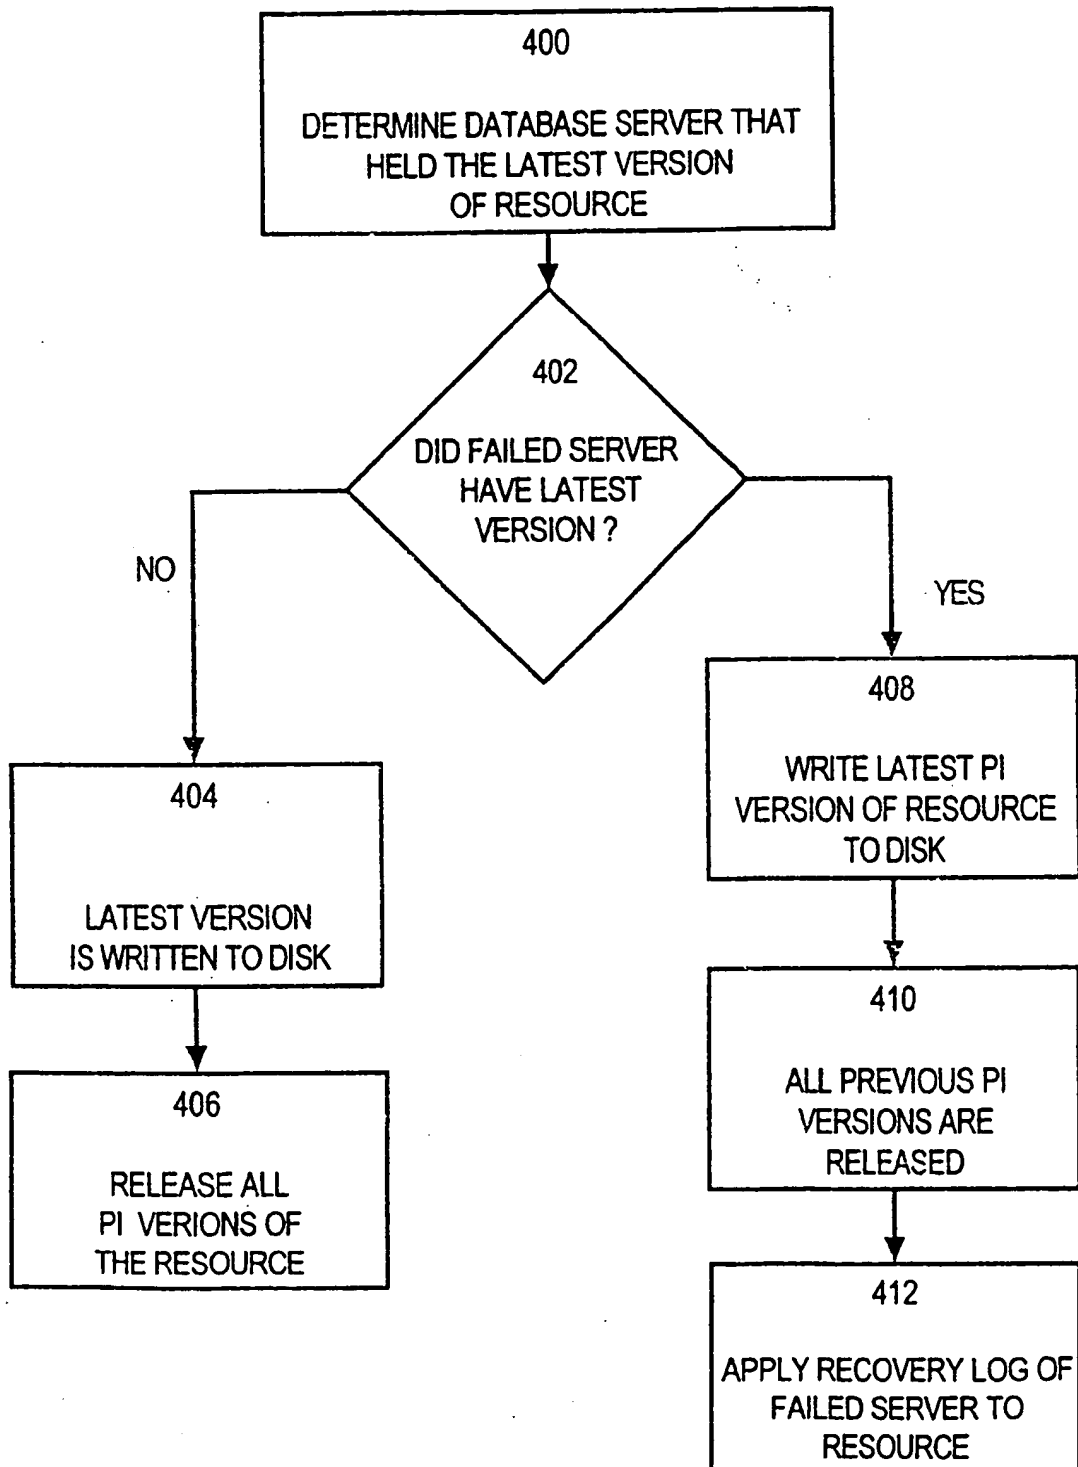 400
DETERMINE DATABASE SERVER THAT
HELD THE LATEST VERSION
OF RESOURCE
402
DID FAILED SERVER
HAVE LATEST
VERSION ?
NO
YES
404
LATEST VERSION
IS WRITTEN TO DISK
406
RELEASE ALL
PI VERIONS OF
THE RESOURCE
408
WRITE LATEST PI
VERSION OF RESOURCE
TO DISK
410
ALL PREVIOUS PI
VERSIONS ARE
RELEASED
412
APPLY RECOVERY LOG OF
FAILED SERVER TO
RESOURCE